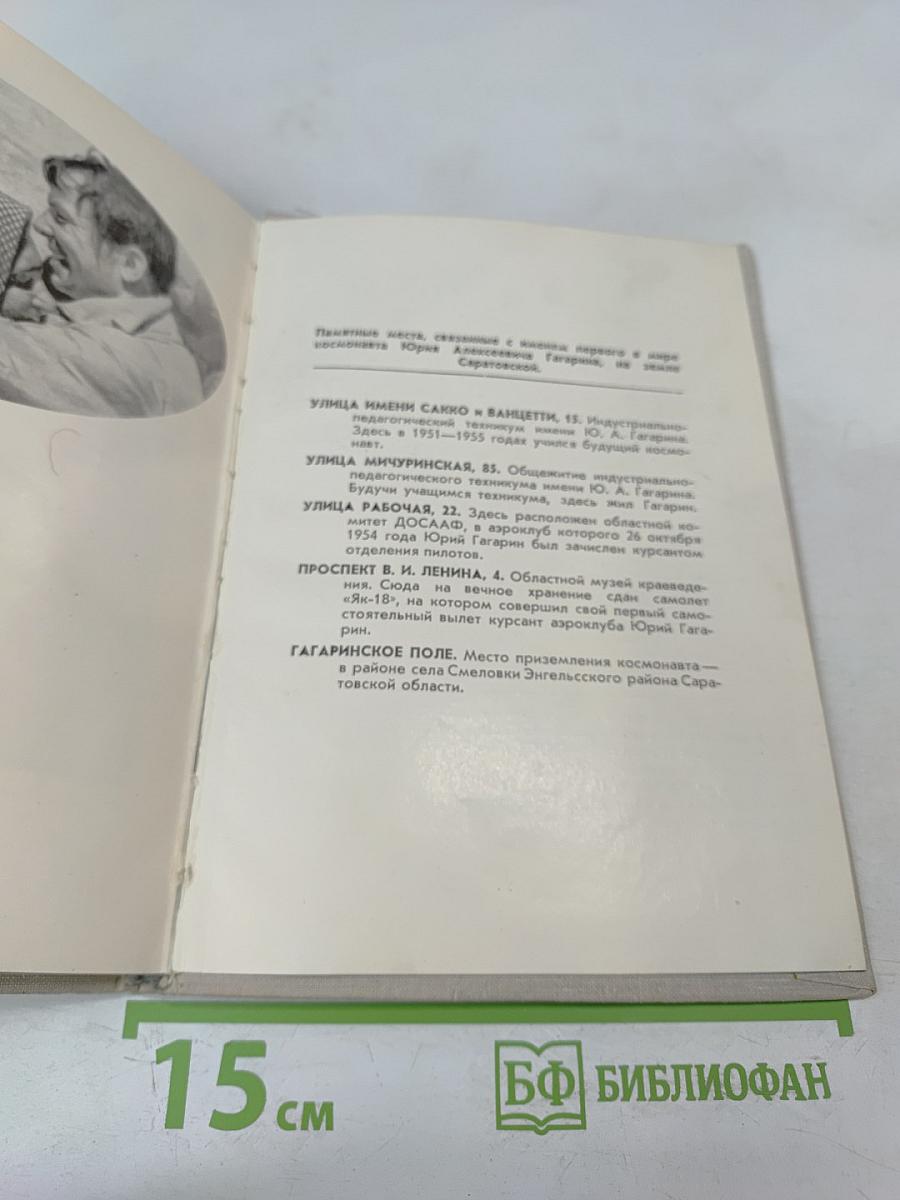 Памятные места, связанные с именем первого в мире
космонавта Юрия Алексеевича Гагарина, на земле
Саратовской.
УЛИЦА ИМЕНИ САККО и ВАНЦЕТТИ, 15. Индустриально-
педагогический техникум имени Ю. А. Гагарина.
Здесь в 1951—1955 годах учился будущий космо-
навт.
УЛИЦА МИЧУРИНСКАЯ, 85. Общежитие индустриально-
педагогического техникума имени Ю. А. Гагарина.
Будучи учащимся техникума, здесь жил Гагарин.
УЛИЦА РАБОЧАЯ, 22. Здесь расположен областной ко-
митет ДОСААФ, в аэроклуб которого 26 октября
1954 года Юрий Гагарин был зачислен курсантом
отделения пилотов.
ПРОСПЕКТ В. И. ЛЕНИНА, 4. Областной музей краеведе-
ния. Сюда на вечное хранение сдан самолет
«Як-18», на котором совершил свой первый само-
стоятельный вылет курсант аэроклуба Юрий Гага-
рин.
ГАГАРИНСКОЕ ПОЛЕ. Место приземления космонавта —
в районе села Смеловки Энгельсского района Сара-
товской области.
15 см
БФ БИБЛИОФАН